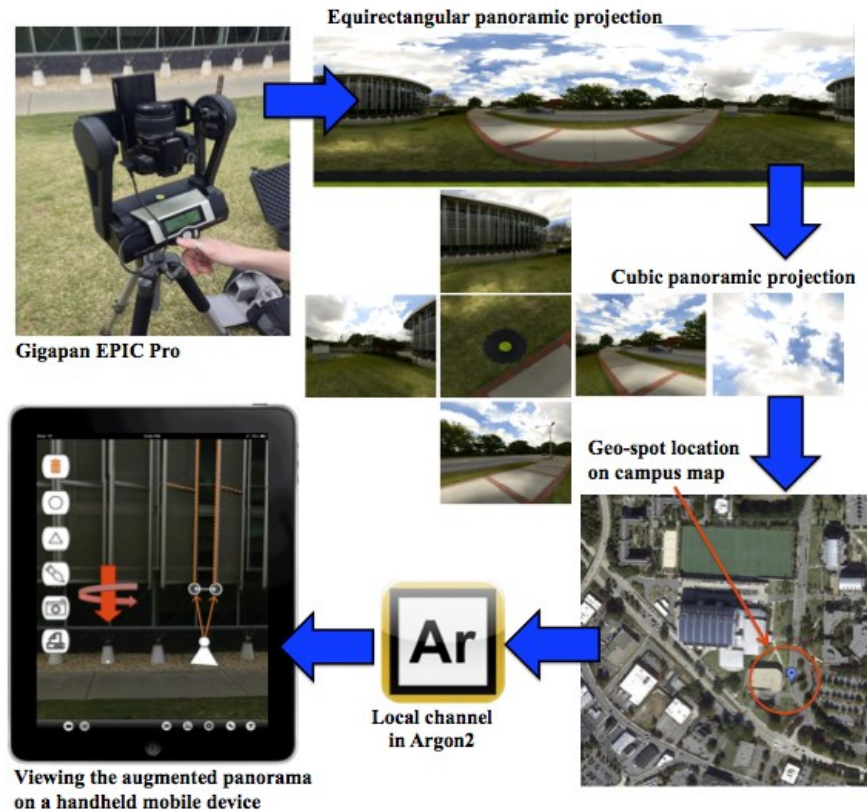 Equirectangular panoramic projection
Gigapan EPIC Pro
Cubic panoramic projection
Geo-spot location
on campus map
Ar
Local channel
in Argon2
Viewing the augmented panorama
on a handheld mobile device